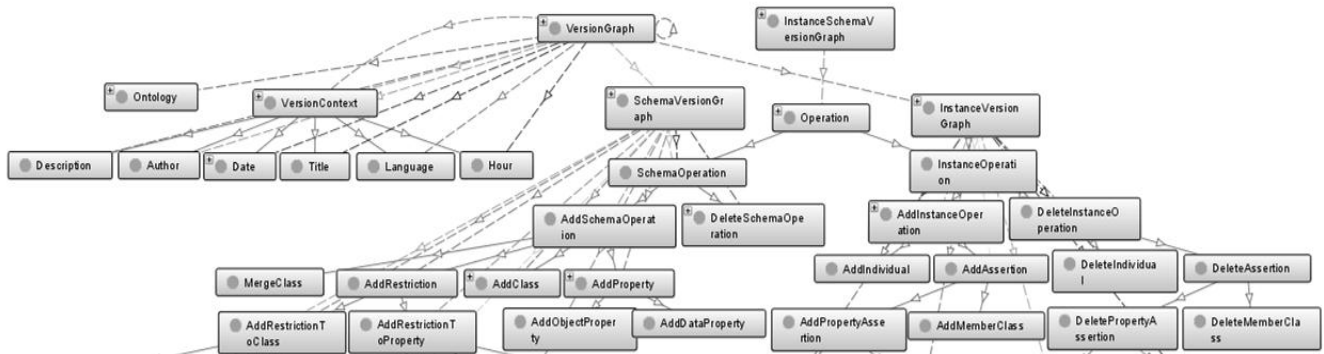 VersionGraph
InstanceSchemaV
ersionGraph
Ontology
VersionContext
SchemaVersionGr
aph
Operation
InstanceVersion
Graph
Description
Author
Date
Title
Language
Hour
SchemaOperation
InstanceOperati
on
AddSchemaOperat
ion
DeleteSchemaOpe
ration
AddInstanceOper
ation
DeleteInstanceO
peration
MergeClass
AddRestriction
AddClass
AddProperty
AddIndividual
AddAssertion
DeleteIndividua
l
DeleteAssertion
AddRestrictionT
oClass
AddRestrictionT
oProperty
AddObjectProper
ty
AddDataProperty
AddPropertyAsse
rtion
AddMemberClass
DeletePropertyA
ssertion
DeleteMemberCla
ss